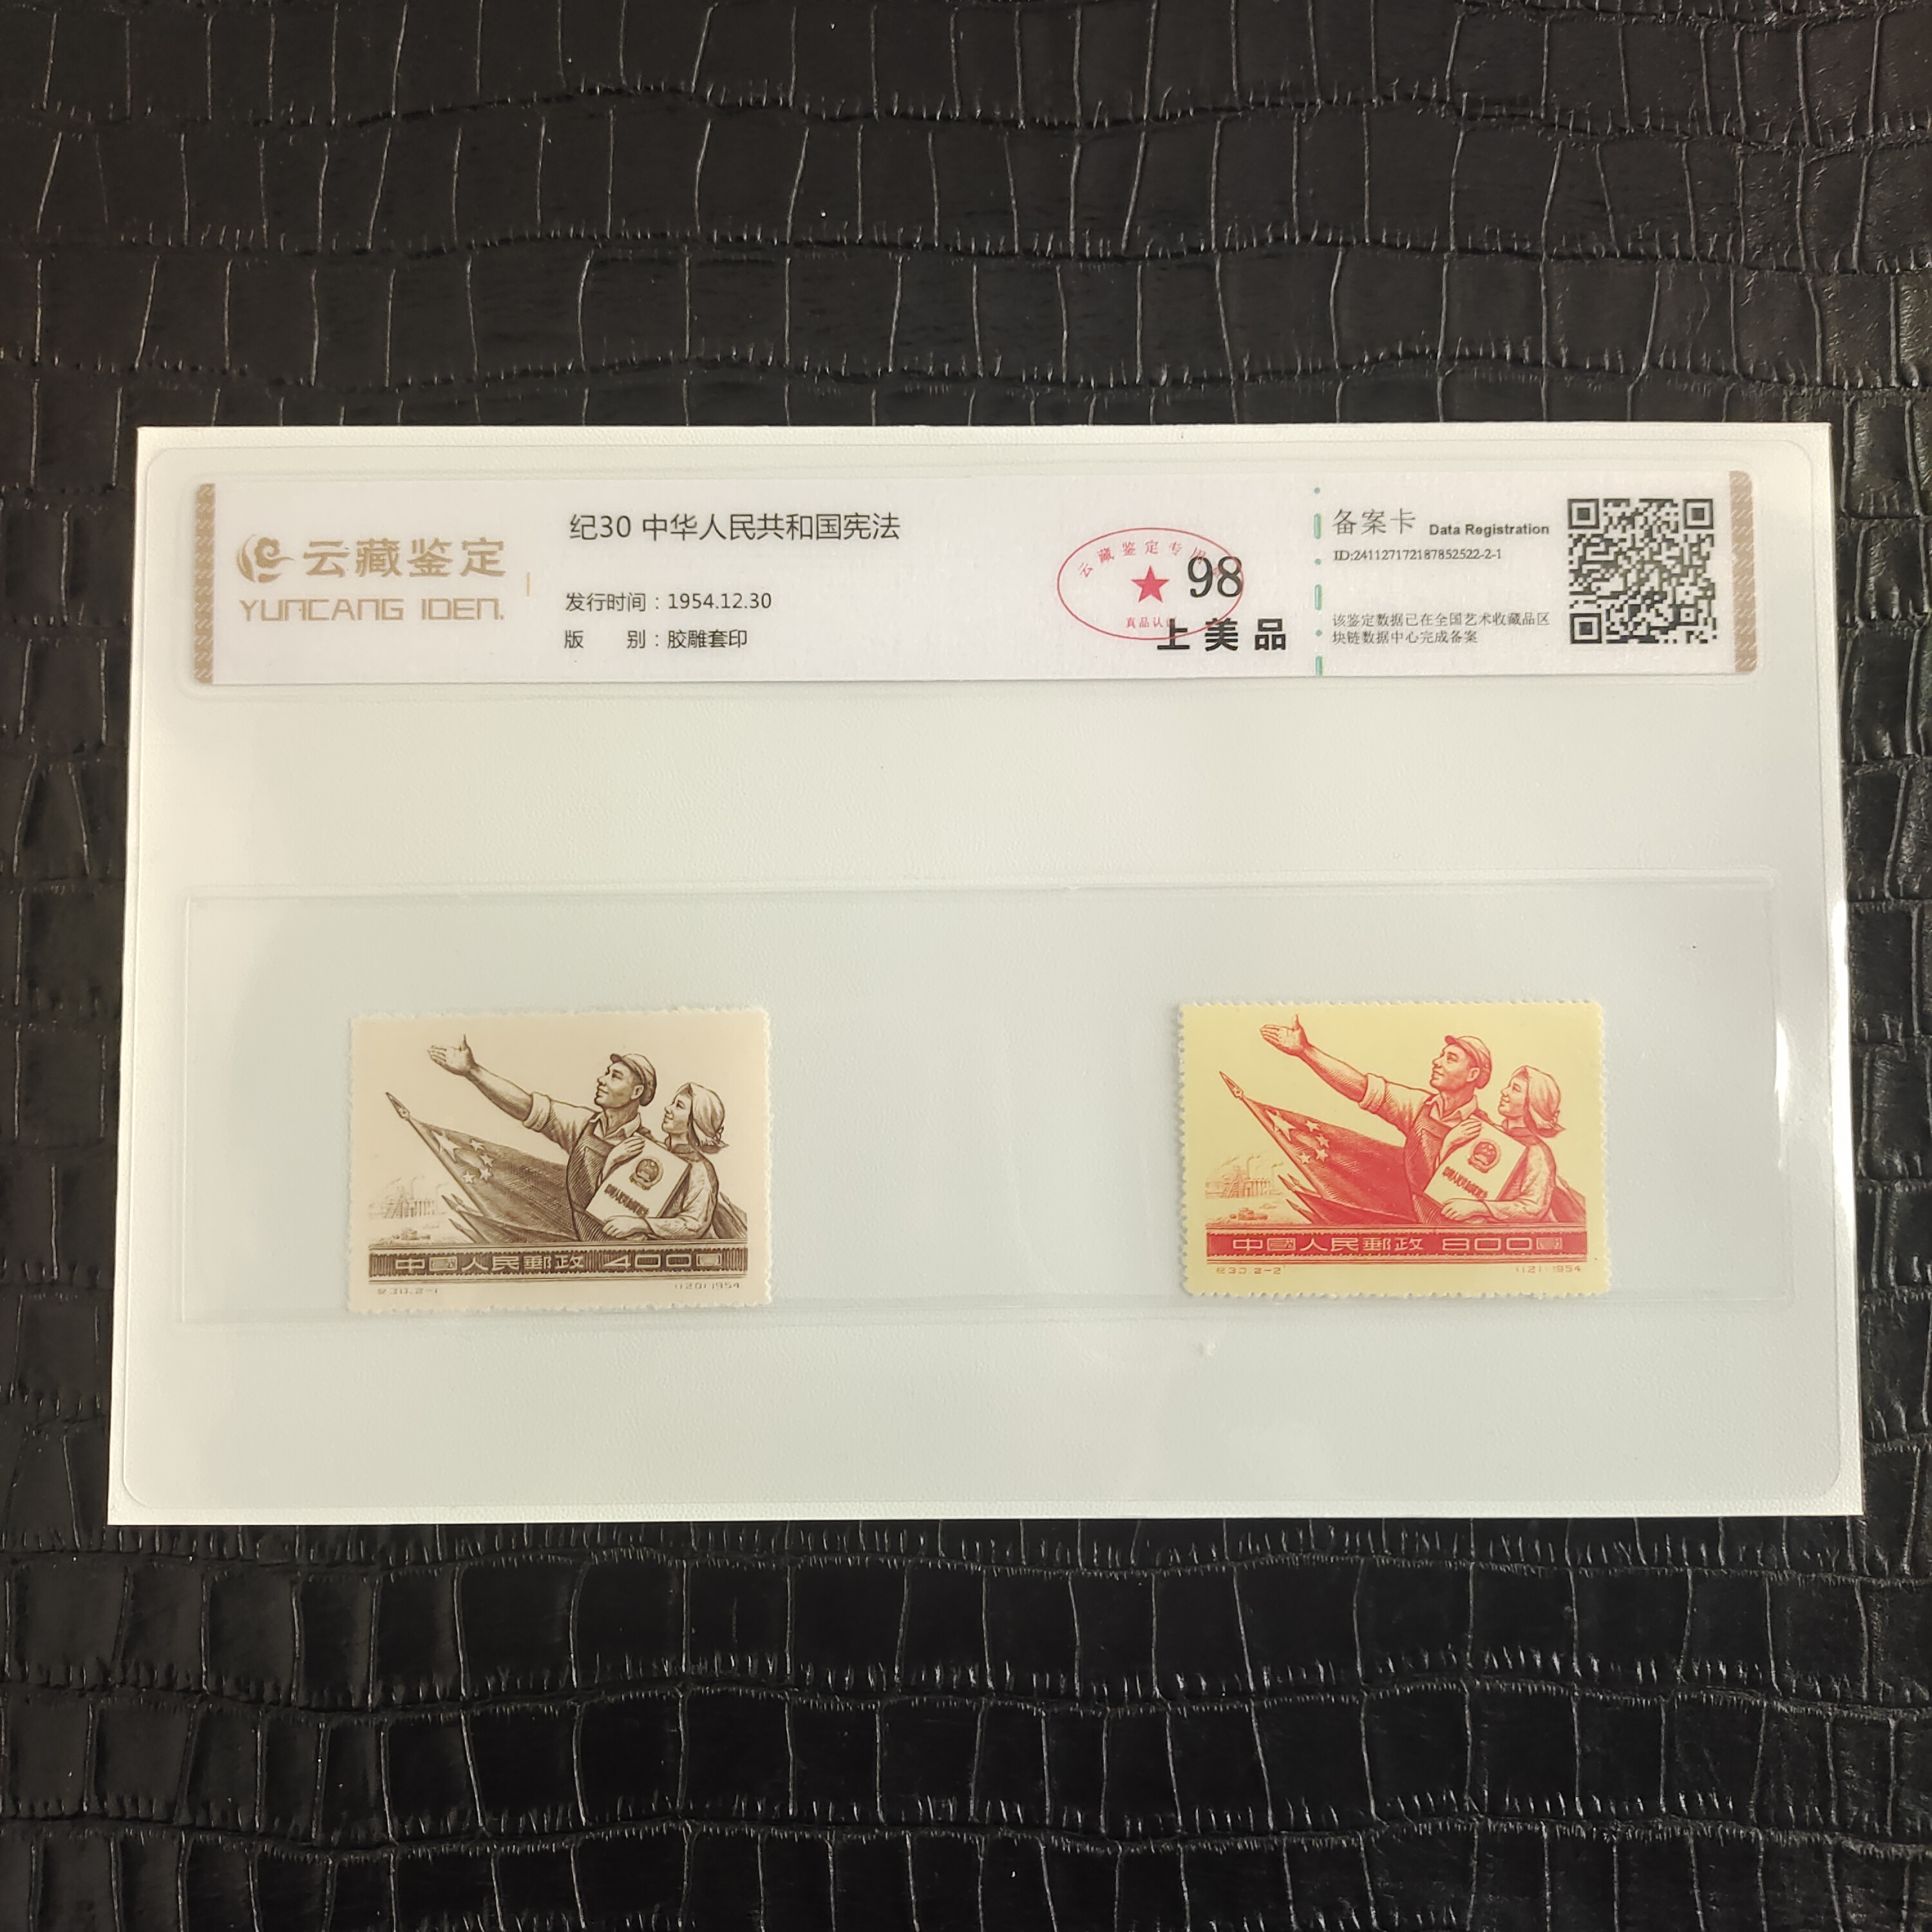 云藏鉴定
YUNCANG IDEN.
纪30 中华人民共和国宪法
发行时间：1954.12.30
版 别：胶雕套印
云藏鉴定专用
真品认
98
上美品
备案卡 Data Registration
ID:241127172187852522-2-1
该鉴定数据已在全国艺术收藏品区
块链数据中心完成备案
中國人民郵政 400圓
纪30.2-1 (120)1954
中國人民郵政 800圓
纪30.2-2 (121)1954